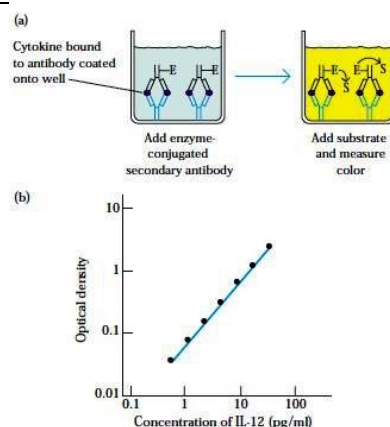 (a)
Cytokine bound
to antibody coated
onto well
E
E
E
S
E
S
Add enzyme-
conjugated
secondary antibody
Add substrate
and measure
color
(b)
Optical density
10
1
0.1
0.01
0.1
1
10
100
Concentration of IL-12 (pg/ml)